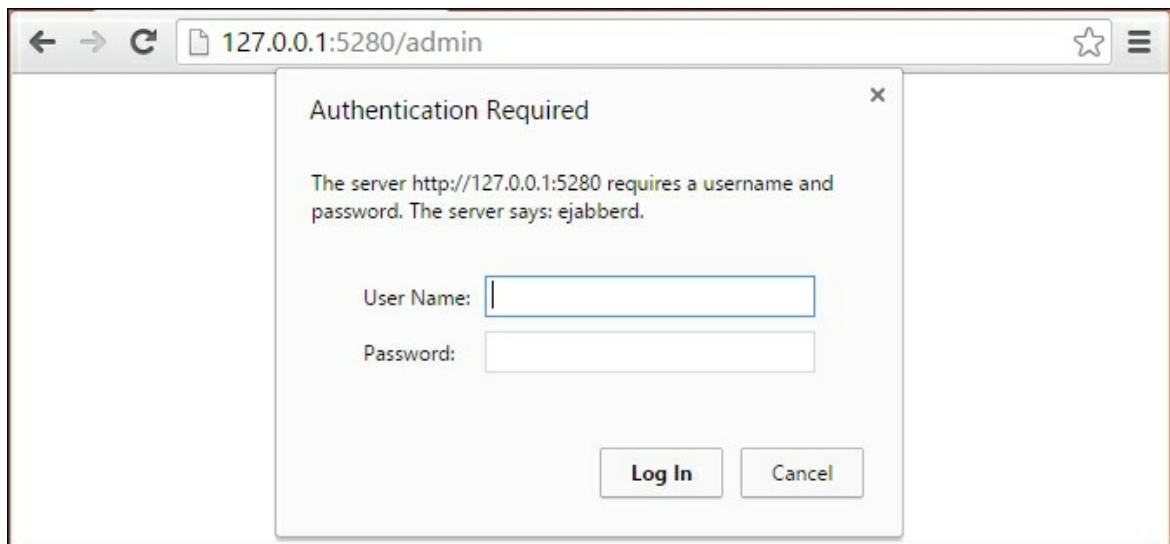 127.0.0.1:5280/admin
Authentication Required
The server http://127.0.0.1:5280 requires a username and
password. The server says: ejabberd.
User Name:
Password:
Log In Cancel